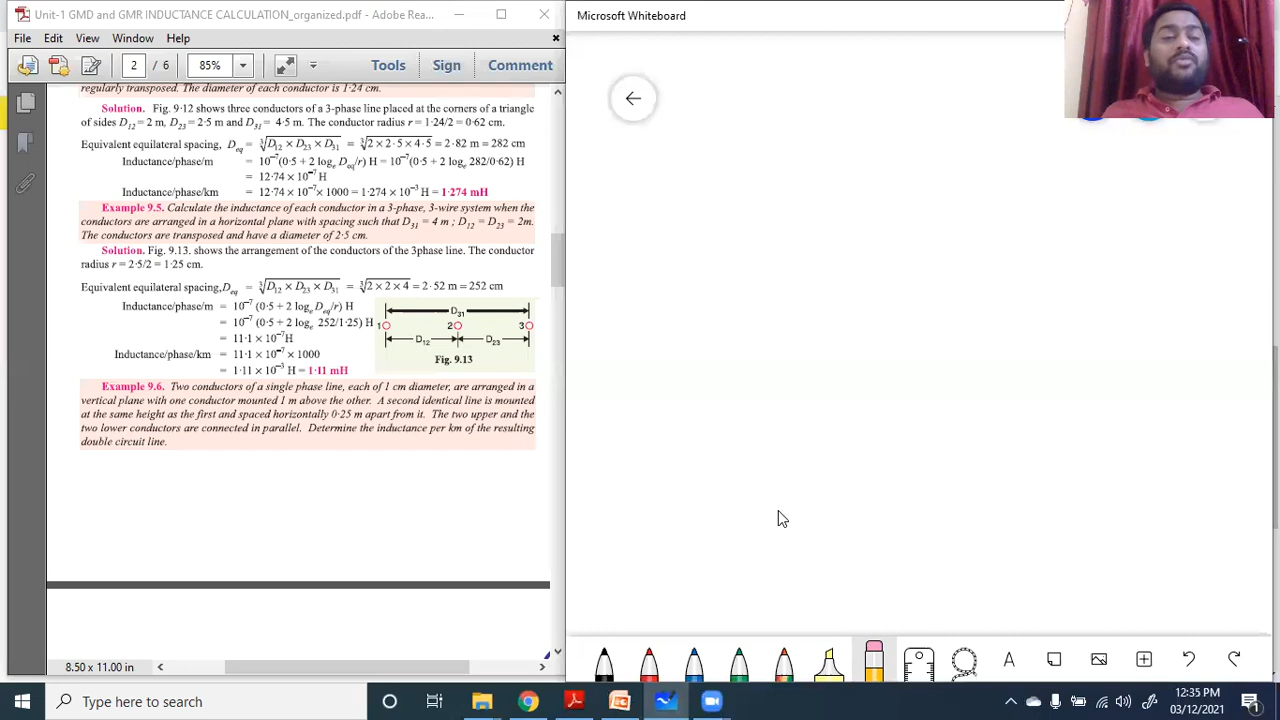 Unit-1 GMD and GMR INDUCTANCE CALCULATION_organized.pdf - Adobe Rea...
File Edit View Window Help
2 / 6 85% Tools Sign Comment
regularly transposed. The diameter of each conductor is 1·24 cm.
Solution. Fig. 9·12 shows three conductors of a 3-phase line placed at the corners of a triangle
of sides D12 = 2 m, D23 = 2·5 m and D31 = 4·5 m. The conductor radius r = 1·24/2 = 0·62 cm.
Equivalent equilateral spacing, Deq = ∛D12 × D23 × D31 = ∛2 × 2·5 × 4·5 = 2·82 m = 282 cm
Inductance/phase/m = 10⁻⁷(0·5 + 2 loge Deq/r) H = 10⁻⁷(0·5 + 2 loge 282/0·62) H
= 12·74 × 10⁻⁷ H
Inductance/phase/km = 12·74 × 10⁻⁷ × 1000 = 1·274 × 10⁻³ H = 1·274 mH
Example 9.5. Calculate the inductance of each conductor in a 3-phase, 3-wire system when the
conductors are arranged in a horizontal plane with spacing such that D31 = 4 m ; D12 = D23 = 2m.
The conductors are transposed and have a diameter of 2·5 cm.
Solution. Fig. 9.13. shows the arrangement of the conductors of the 3phase line. The conductor
radius r = 2·5/2 = 1·25 cm.
Equivalent equilateral spacing, Deq = ∛D12 × D23 × D31 = ∛2 × 2 × 4 = 2·52 m = 252 cm
Inductance/phase/m = 10⁻⁷ (0·5 + 2 loge Deq/r) H
= 10⁻⁷ (0·5 + 2 loge 252/1·25) H
= 11·1 × 10⁻⁷ H
Inductance/phase/km = 11·1 × 10⁻⁷ × 1000
= 1·11 × 10⁻³ H = 1·11 mH
D31
1 2 3
D12 D23
Fig. 9.13
Example 9.6. Two conductors of a single phase line, each of 1 cm diameter, are arranged in a
vertical plane with one conductor mounted 1 m above the other. A second identical line is mounted
at the same height as the first and spaced horizontally 0·25 m apart from it. The two upper and the
two lower conductors are connected in parallel. Determine the inductance per km of the resulting
double circuit line.
8.50 x 11.00 in
Microsoft Whiteboard
A
Type here to search
12:35 PM
03/12/2021
1